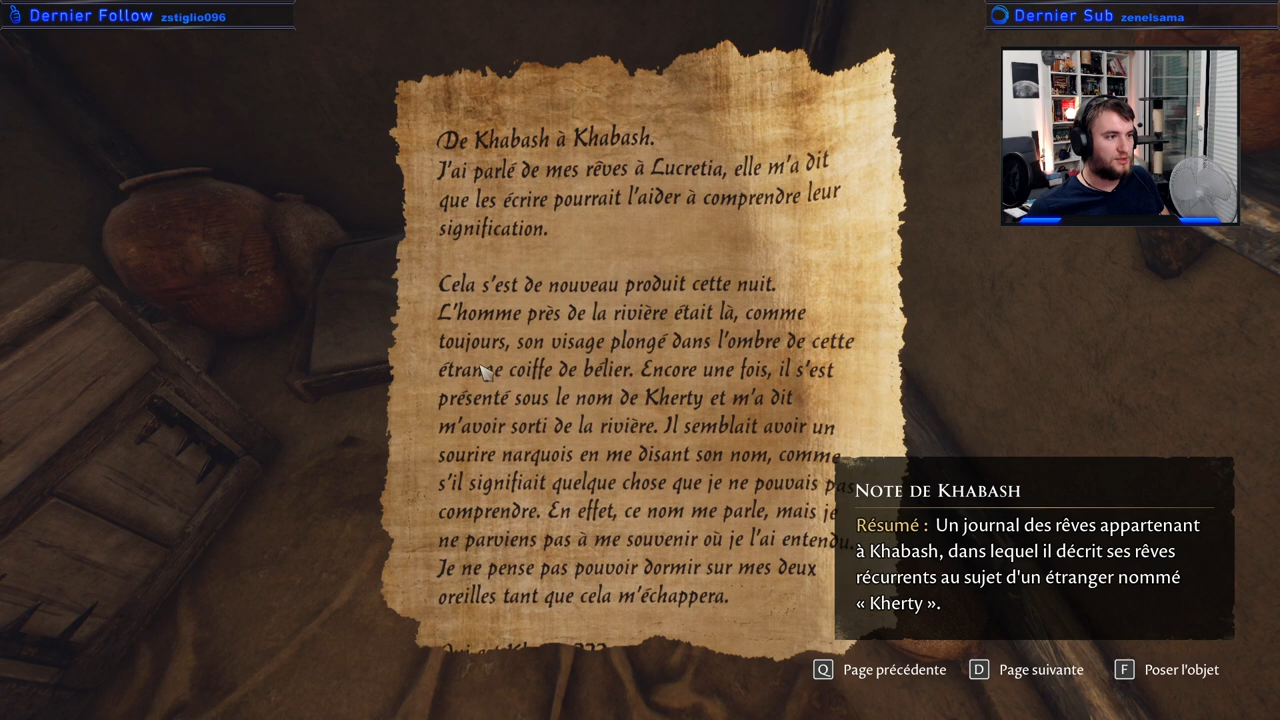 Dernier Follow zstiglio096
Dernier Sub zenelsama
De Khabash à Khabash.
J'ai parlé de mes rêves à Lucretia, elle m'a dit
que les écrire pourrait l'aider à comprendre leur
signification.
Cela s'est de nouveau produit cette nuit.
L'homme près de la rivière était là, comme
toujours, son visage plongé dans l'ombre de cette
étrange coiffe de bélier. Encore une fois, il s'est
présenté sous le nom de Kherty et m'a dit
m'avoir sorti de la rivière. Il semblait avoir un
sourire narquois en me disant son nom, comme
s'il signifiait quelque chose que je ne pouvais pas
comprendre. En effet, ce nom me parle, mais je
ne parviens pas à me souvenir où je l'ai entendu.
Je ne pense pas pouvoir dormir sur mes deux
oreilles tant que cela m'échappera.
Note de Khabash
Résumé : Un journal des rêves appartenant
à Khabash, dans lequel il décrit ses rêves
récurrents au sujet d'un étranger nommé
« Kherty ».
Q Page précédente D Page suivante F Poser l'objet